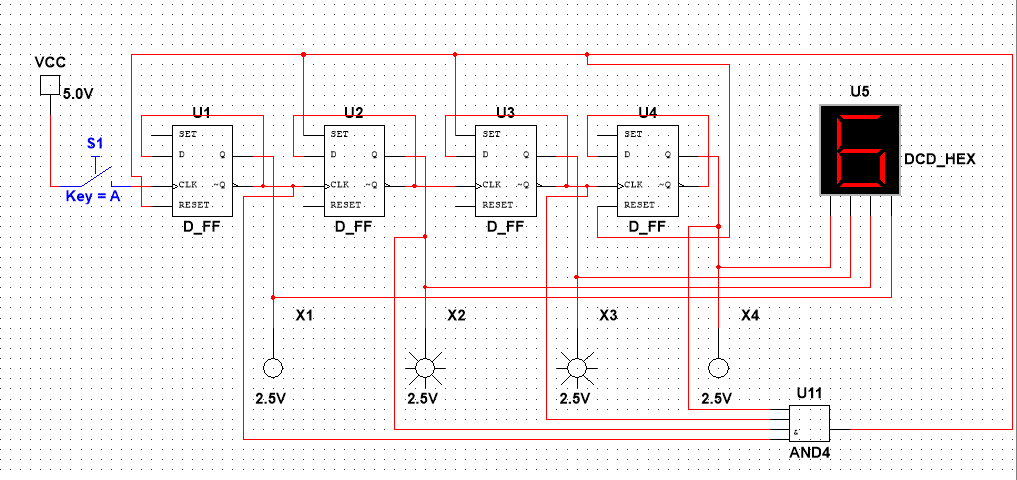 VCC
5.0V
S1
Key = A
U1
SET
D Q
CLK ~Q
RESET
D_FF
U2
SET
D Q
CLK ~Q
RESET
D_FF
U3
SET
D Q
CLK ~Q
RESET
D_FF
U4
SET
D Q
CLK ~Q
RESET
D_FF
U5
6
DCD_HEX
X1
2.5V
X2
2.5V
X3
2.5V
X4
2.5V
U11
&
AND4